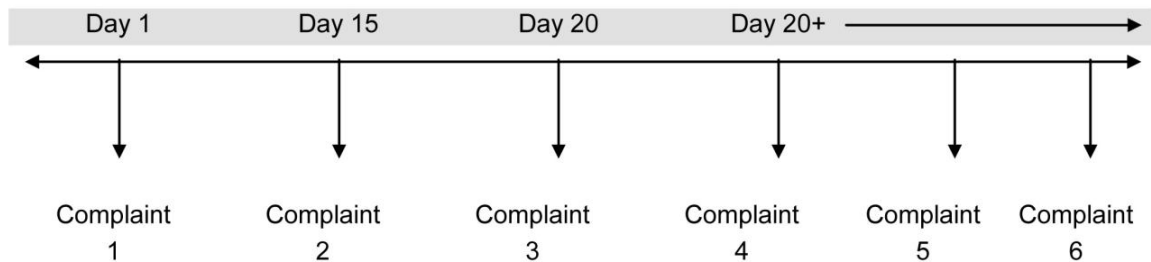 Day 1 Day 15 Day 20 Day 20+
Complaint Complaint Complaint Complaint Complaint Complaint
1 2 3 4 5 6